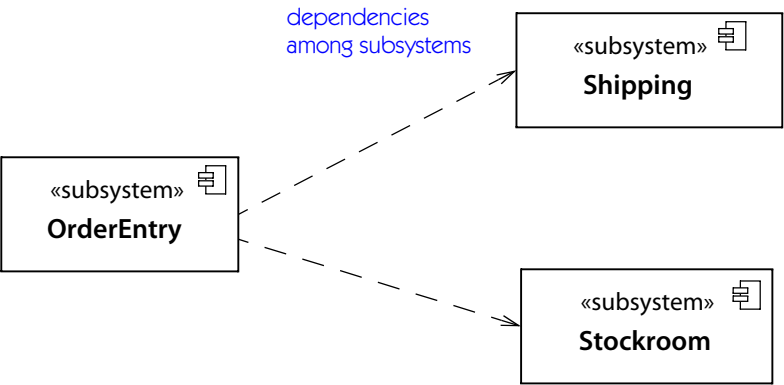 dependencies
among subsystems
«subsystem»
Shipping
«subsystem»
OrderEntry
«subsystem»
Stockroom